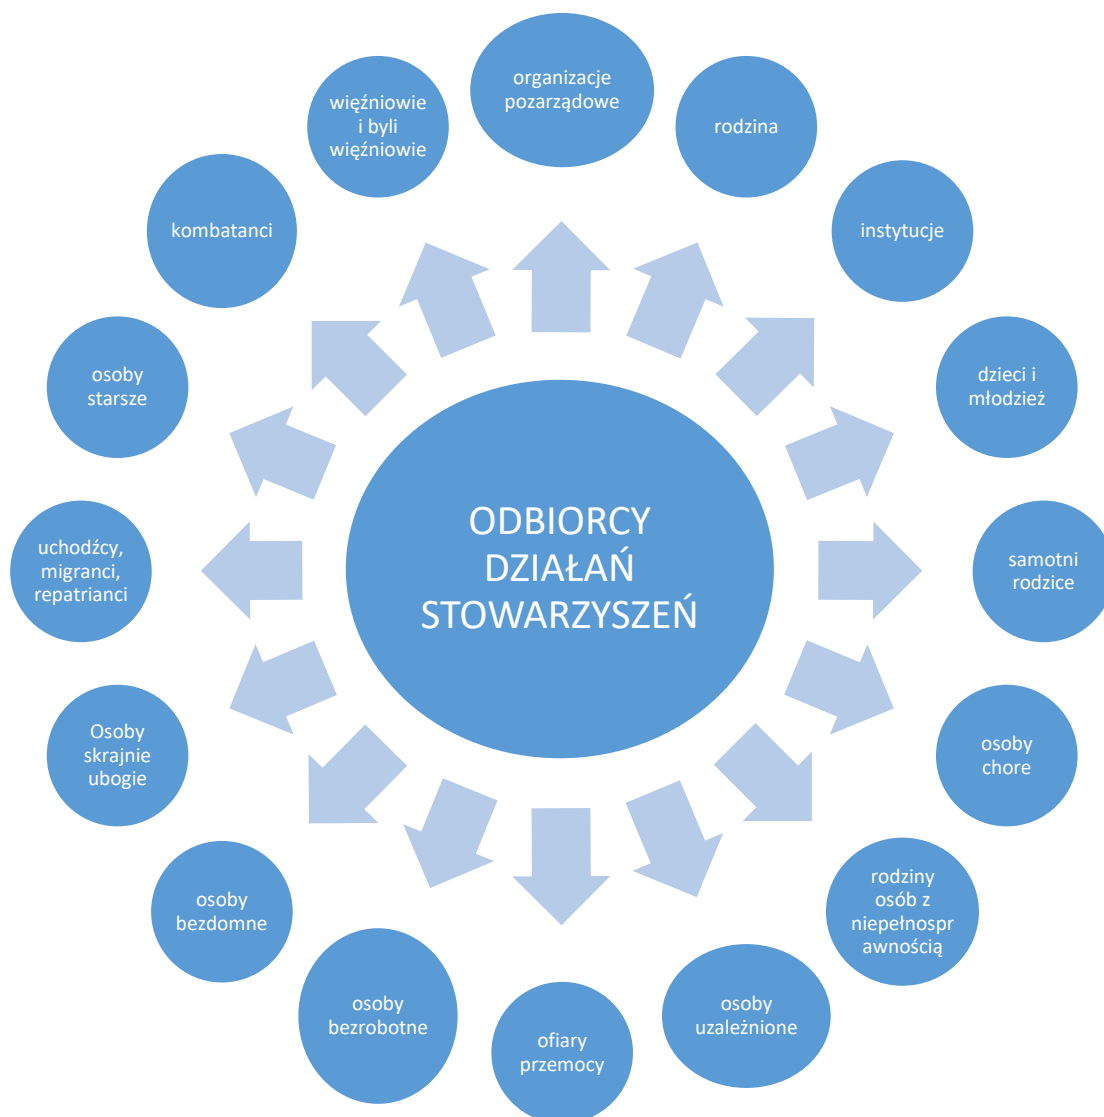 organizacje
pozarządowe
rodzina
instytucje
dzieci i
młodzież
samotni
rodzice
osoby
chore
rodziny
osób z
niepełnospr
awnością
osoby
uzależnione
ofiary
przemocy
osoby
bezrobotne
osoby
bezdomne
Osoby
skrajnie
ubogie
uchodźcy,
migranci,
repatrianci
osoby
starsze
kombatanci
więźniowie
i byli
więźniowie
ODBIORCY
DZIAŁAŃ
STOWARZYSZEŃ